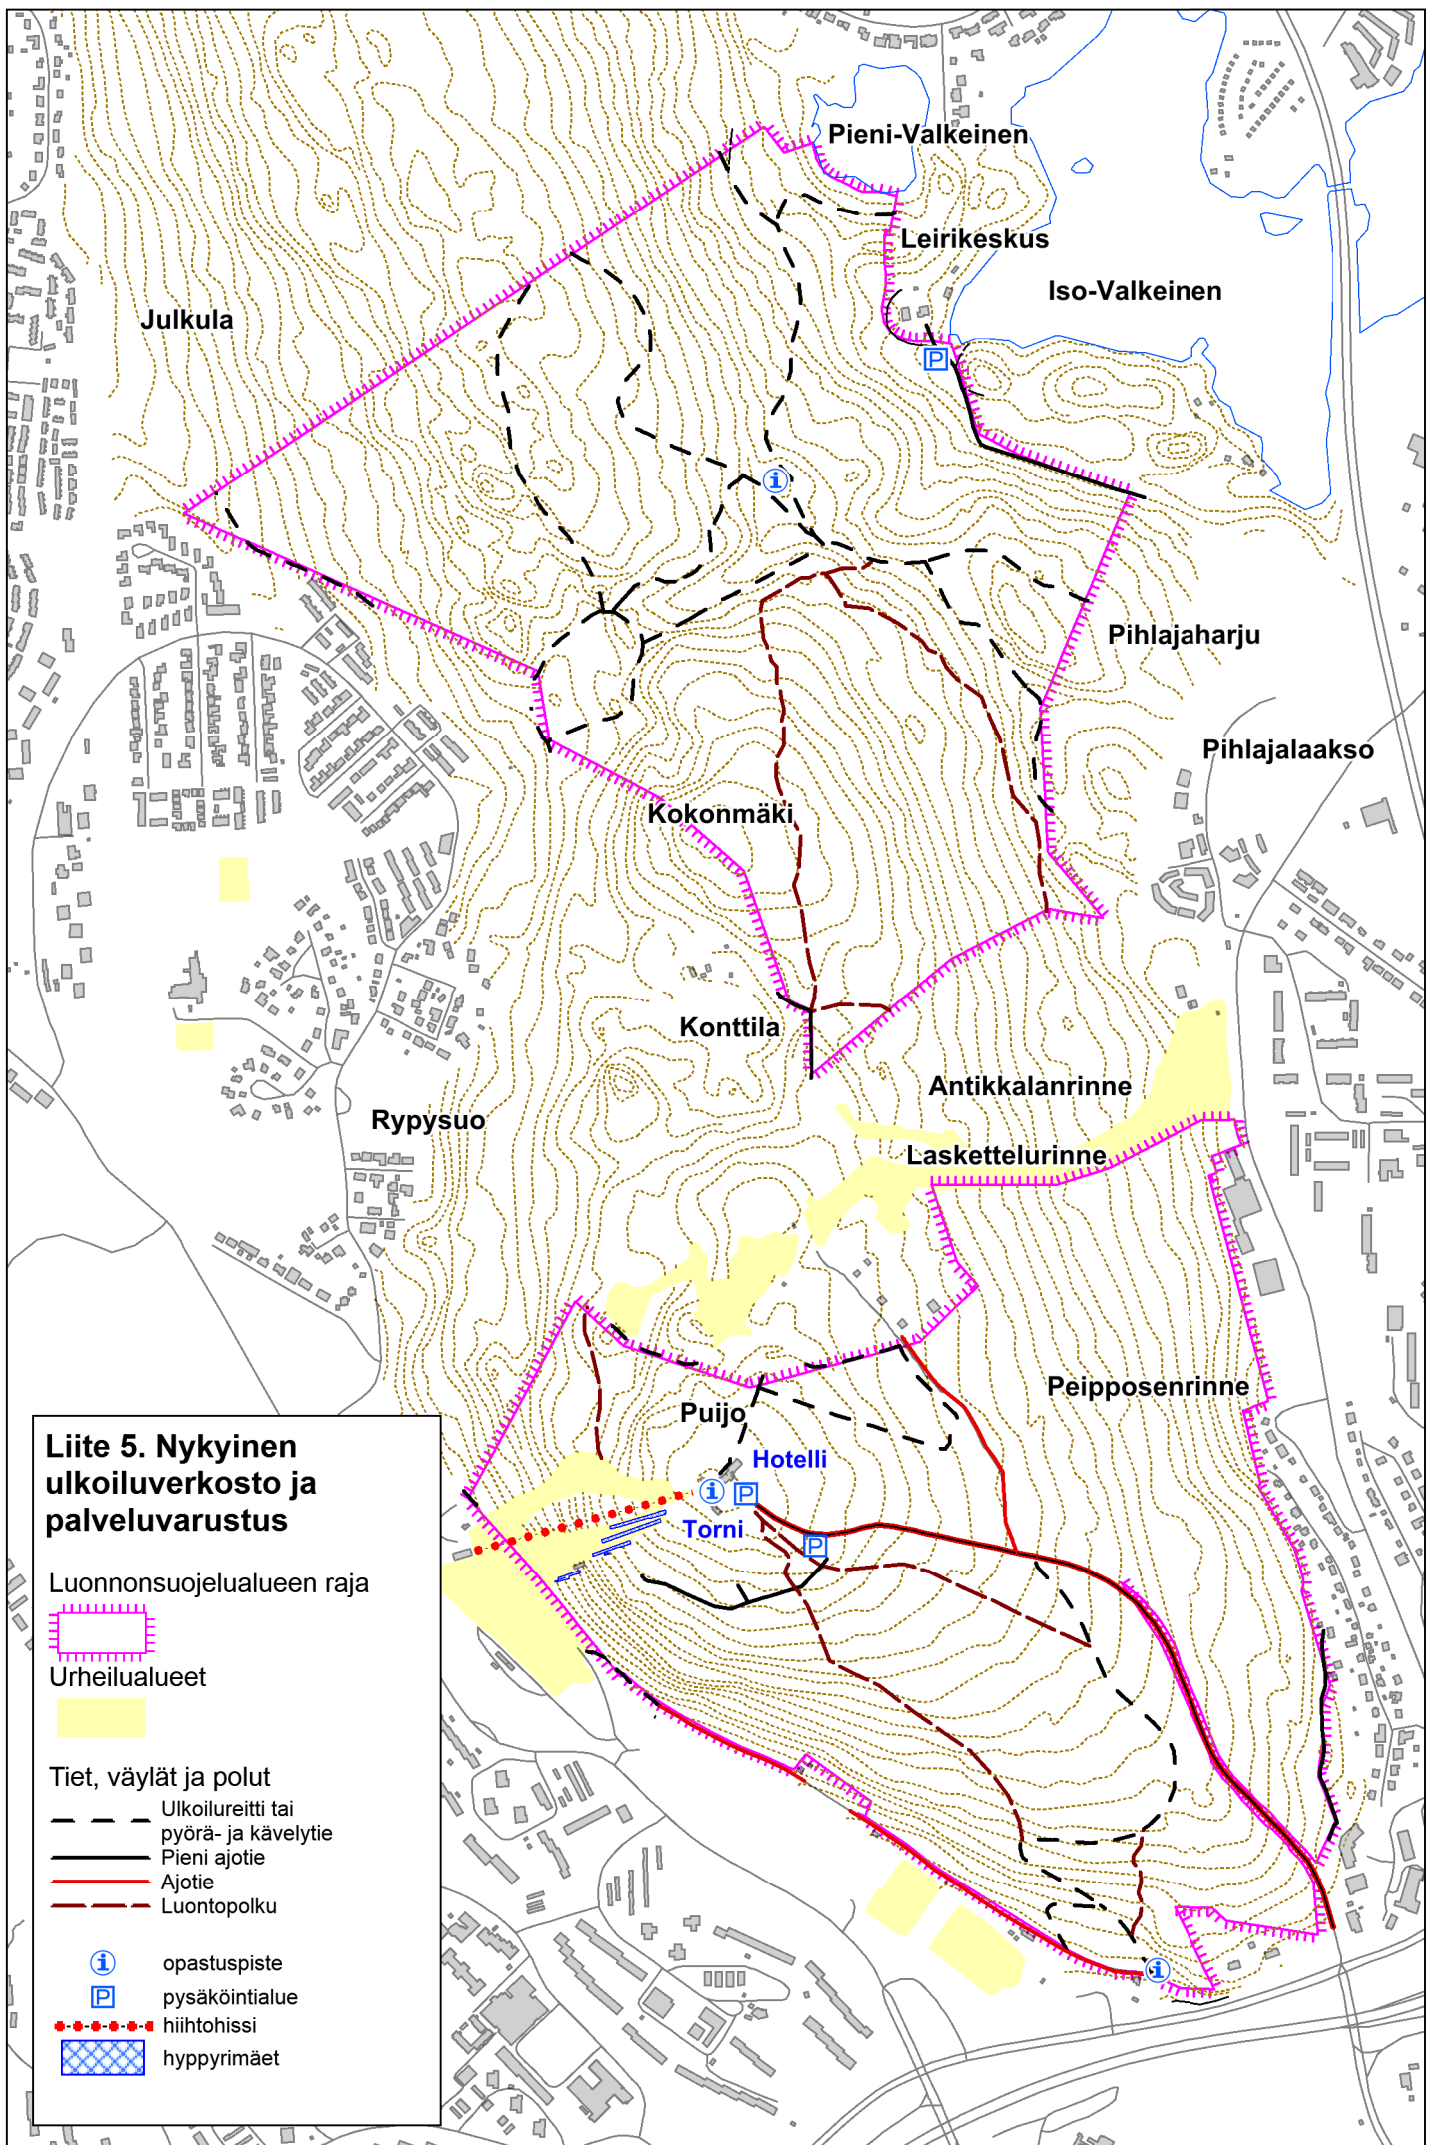 Pieni-Valkeinen
Leirikeskus
Iso-Valkeinen
Julkula
P
i
Pihlajaharju
Pihlajalaakso
Kokonmäki
Konttila
Antikkalanrinne
Rypysuo
Laskettelurinne
Peipposenrinne
Puijo
Hotelli
i
P
Torni
P
i
Liite 5. Nykyinen
ulkoiluverkosto ja
palveluvarustus
Luonnonsuojelualueen raja
Urheilualueet
Tiet, väylät ja polut
Ulkoilureitti tai
pyörä- ja kävelytie
Pieni ajotie
Ajotie
Luontopolku
i opastuspiste
P pysäköintialue
hiihtohissi
hyppyrimäet